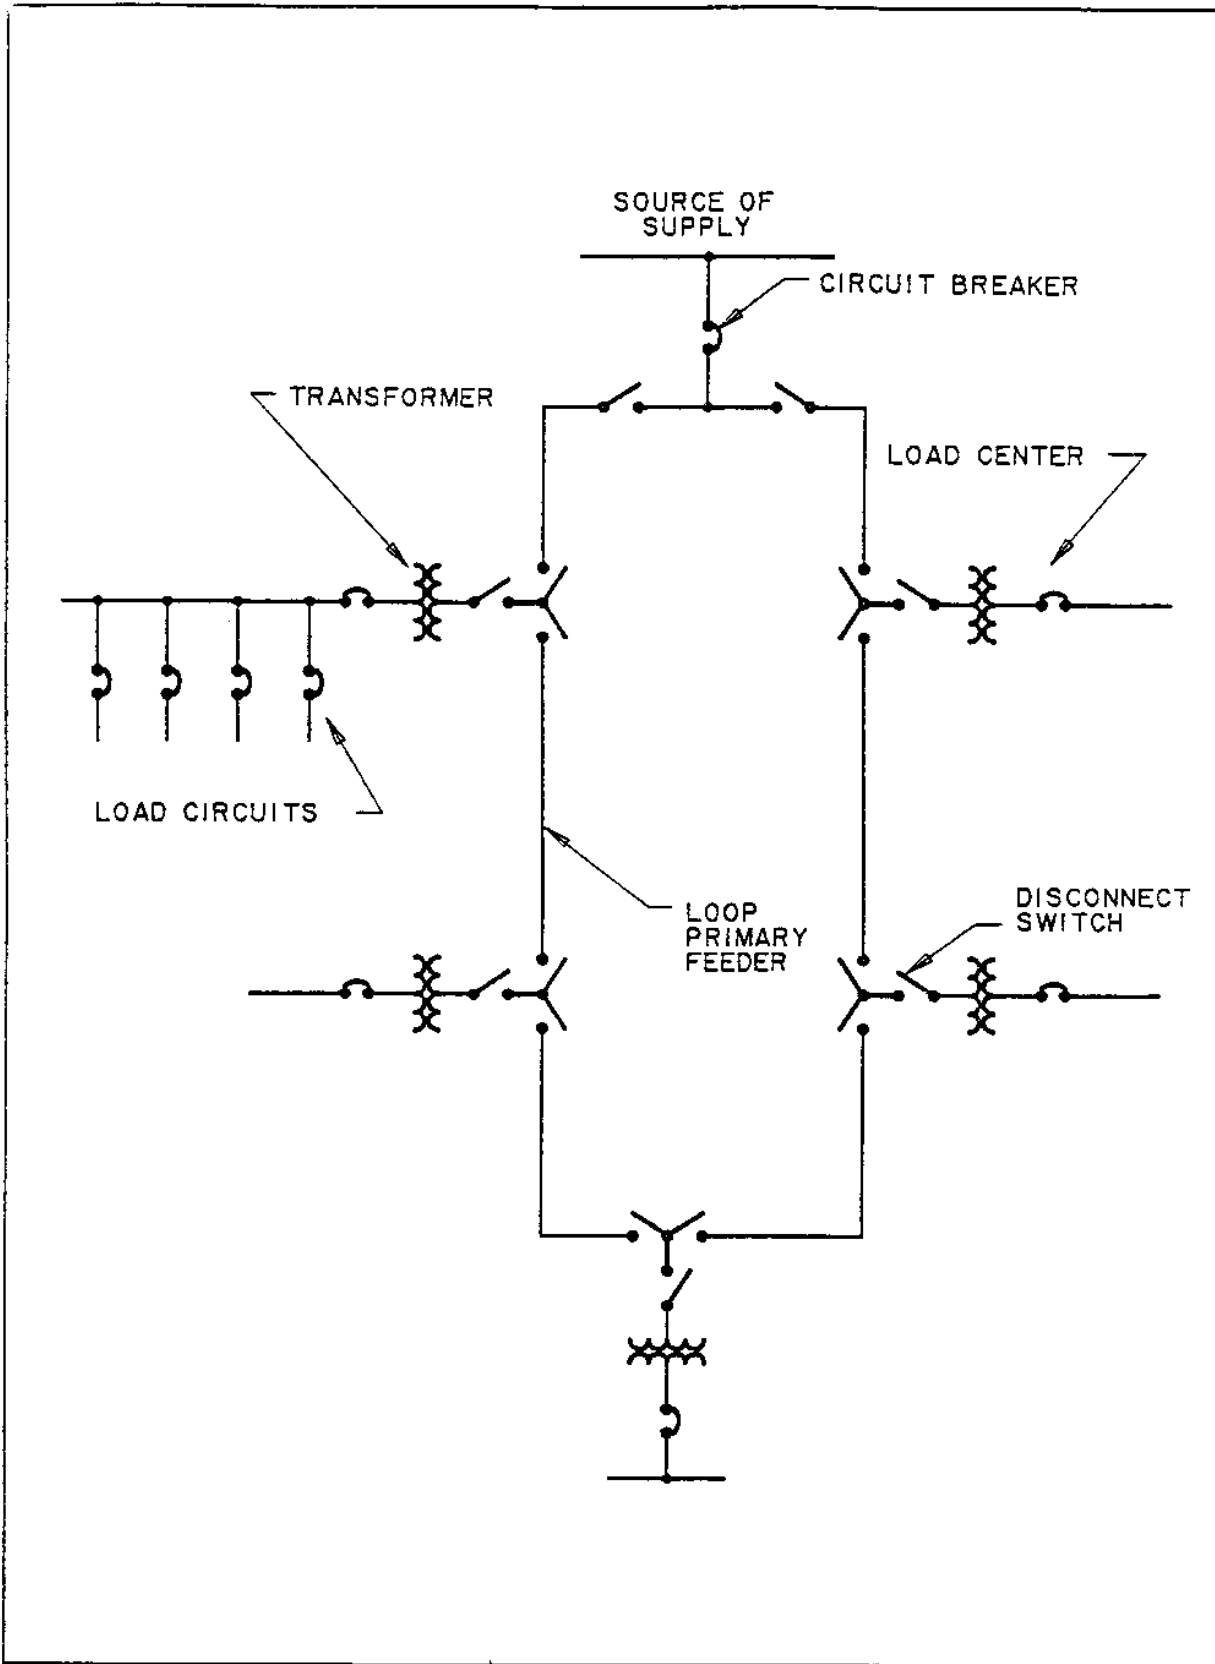 SOURCE OF
SUPPLY
CIRCUIT BREAKER
TRANSFORMER
LOAD CENTER
LOAD CIRCUITS
LOOP
PRIMARY
FEEDER
DISCONNECT
SWITCH